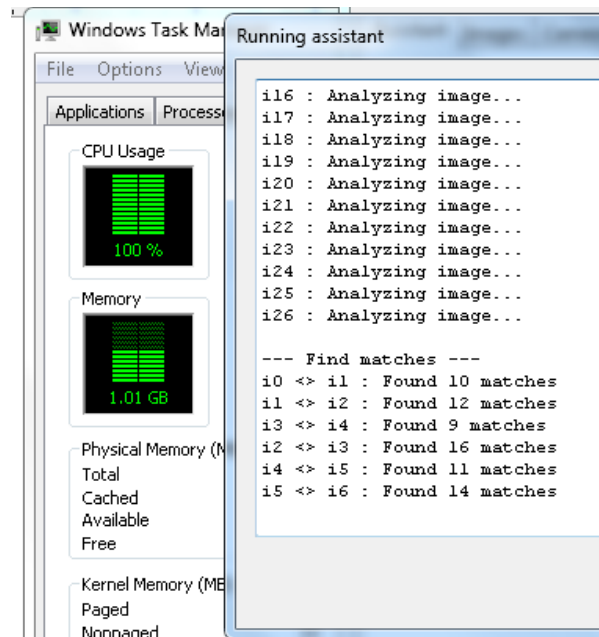 Windows Task Ma
File Options View
Applications Process
CPU Usage
100 %
Memory
1.01 GB
Physical Memory (M
Total
Cached
Available
Free
Kernel Memory (MB
Paged
Nonpaged
Running assistant
i16 : Analyzing image...
i17 : Analyzing image...
i18 : Analyzing image...
i19 : Analyzing image...
i20 : Analyzing image...
i21 : Analyzing image...
i22 : Analyzing image...
i23 : Analyzing image...
i24 : Analyzing image...
i25 : Analyzing image...
i26 : Analyzing image...
--- Find matches ---
i0 <> i1 : Found 10 matches
i1 <> i2 : Found 12 matches
i3 <> i4 : Found 9 matches
i2 <> i3 : Found 16 matches
i4 <> i5 : Found 11 matches
i5 <> i6 : Found 14 matches